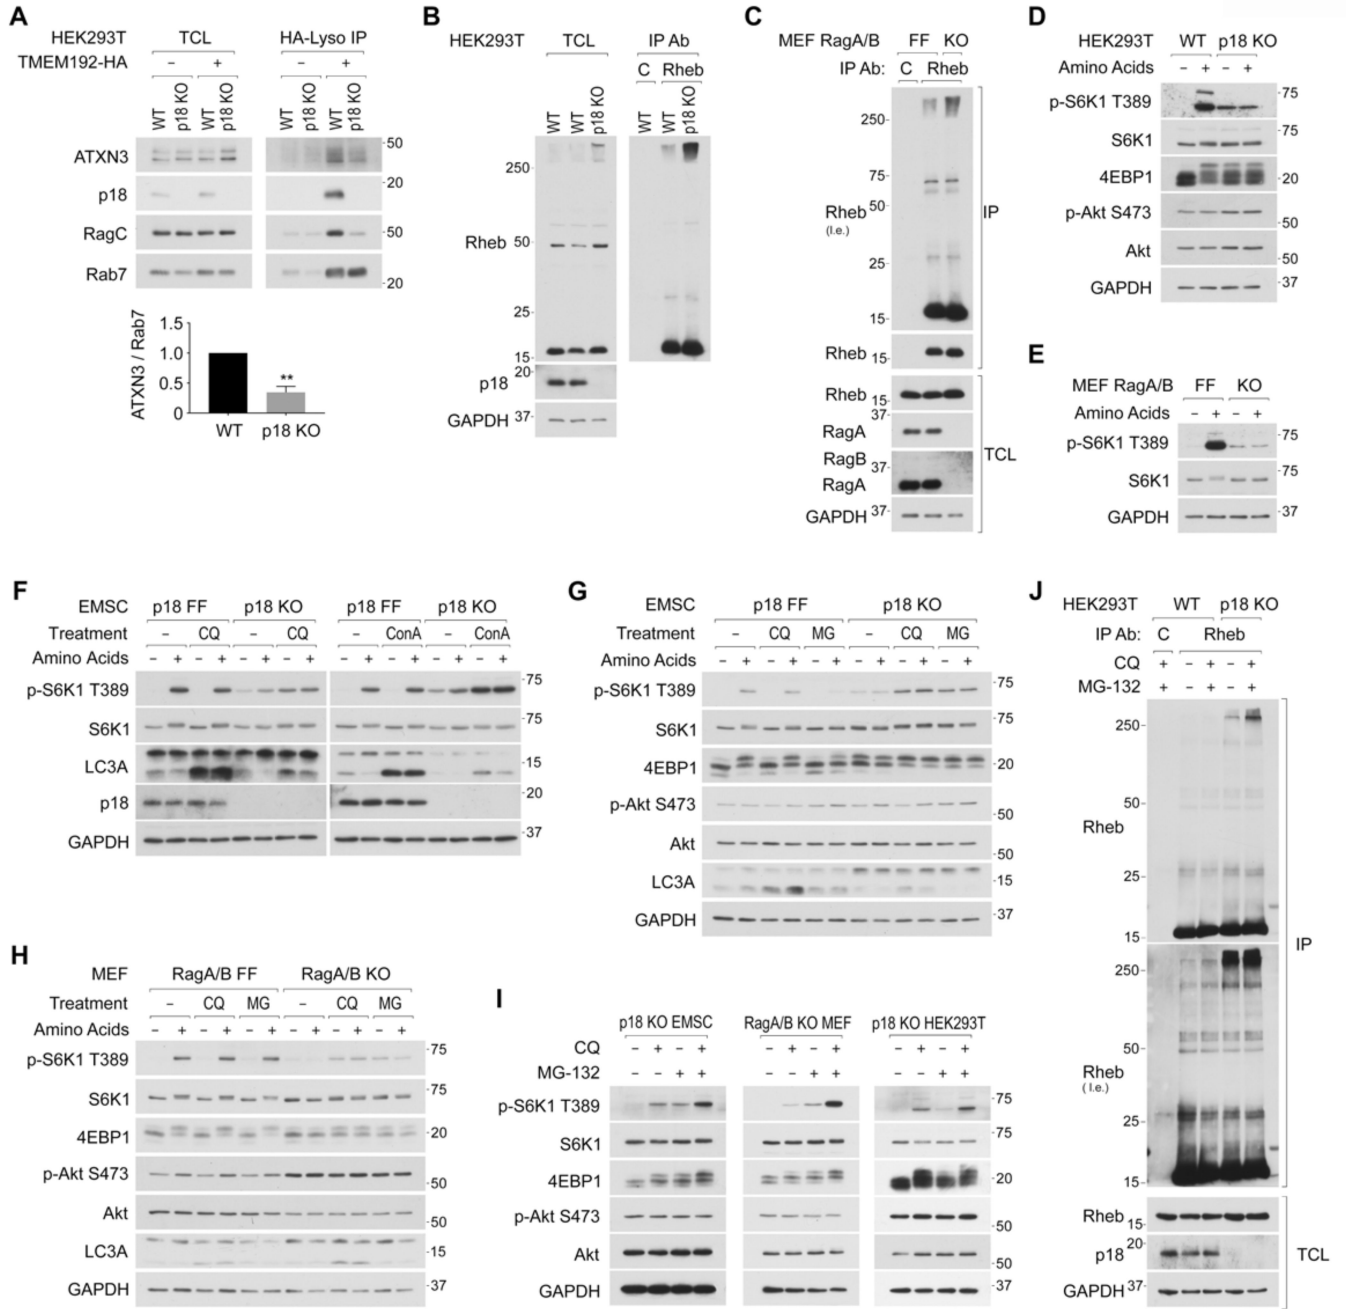 A
HEK293T TCL HA-Lyso IP
TMEM192-HA – + – +
WT p18 KO WT p18 KO WT p18 KO WT p18 KO
ATXN3 50
p18 20
RagC 50
Rab7 20
ATXN3 / Rab7
1.5
1.0
0.5
0
**
WT p18 KO
B
HEK293T TCL IP Ab
C Rheb
WT WT p18 KO WT WT p18 KO
250
Rheb 50
25
15
p18 20
GAPDH 37
C
MEF RagA/B FF KO
IP Ab: C Rheb
250
75
Rheb 50
(l.e.)
25
15
Rheb 15
IP
Rheb 15
37
RagA
RagB 37
RagA
GAPDH 37
TCL
D
HEK293T WT p18 KO
Amino Acids – + – +
p-S6K1 T389 75
S6K1 75
4EBP1 20
p-Akt S473 50
Akt 50
GAPDH 37
E
MEF RagA/B FF KO
Amino Acids – + – +
p-S6K1 T389 75
S6K1 75
GAPDH 37
F
EMSC p18 FF p18 KO p18 FF p18 KO
Treatment – CQ – CQ – ConA – ConA
Amino Acids – + – + – + – + – + – + – + – +
p-S6K1 T389 75
S6K1 75
LC3A 15
p18 20
GAPDH 37
G
EMSC p18 FF p18 KO
Treatment – CQ MG – CQ MG
Amino Acids – + – + – + – + – + – +
p-S6K1 T389 75
S6K1 75
4EBP1 20
p-Akt S473 50
Akt 50
LC3A 15
GAPDH 37
H
MEF RagA/B FF RagA/B KO
Treatment – CQ MG – CQ MG
Amino Acids – + – + – + – + – + – +
p-S6K1 T389 75
S6K1 75
4EBP1 20
p-Akt S473 50
Akt 50
LC3A 15
GAPDH 37
I
p18 KO EMSC RagA/B KO MEF p18 KO HEK293T
CQ – + – + – + – + – + – +
MG-132 – – + + – – + + – – + +
p-S6K1 T389 75
S6K1 75
4EBP1 20
p-Akt S473 50
Akt 50
GAPDH 37
J
HEK293T WT p18 KO
IP Ab: C Rheb
CQ + – + – +
MG-132 + – + – +
250
50
Rheb
25
15
250
50
Rheb
( l.e.)
25
15
IP
Rheb 15
p18 20
GAPDH 37
TCL